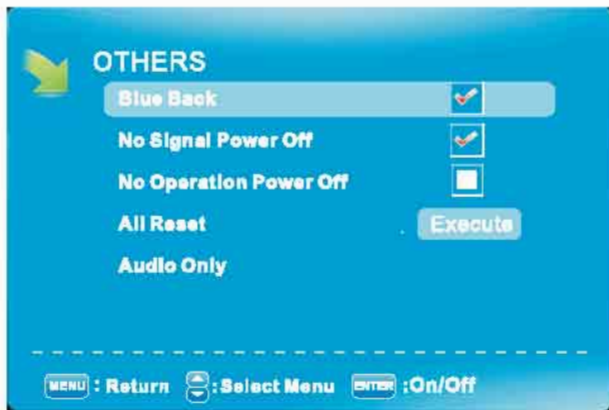 OTHERS
Blue Back
No Signal Power Off
No Operation Power Off
All Reset Execute
Audio Only
MENU : Return :Select Menu ENTER :On/Off